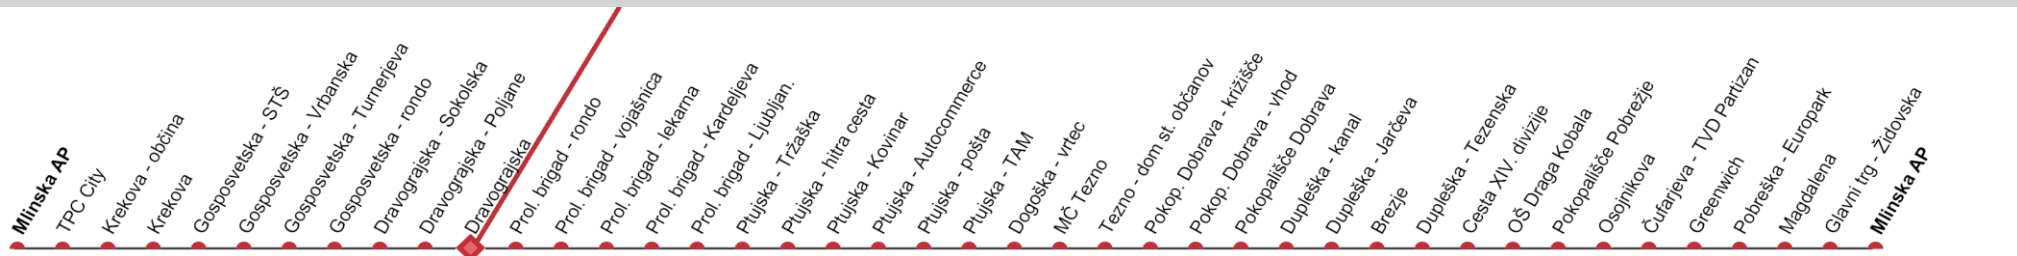 Mlinska AP
TPC City
Krekova - občina
Krekova
Gosposvetska - STŠ
Gosposvetska - Vrbanska
Gosposvetska - Turnerjeva
Gosposvetska - rondo
Dravograjska - Sokolska
Dravograjska - Poljane
Dravograjska
Prol. brigad - rondo
Prol. brigad - vojašnica
Prol. brigad - lekarna
Prol. brigad - Kardeljeva
Prol. brigad - Ljubljan.
Ptujska - Tržaška
Ptujska - hitra cesta
Ptujska - Kovinar
Ptujska - Autocommerce
Ptujska - pošta
Ptujska - TAM
Dogoška - vrtec
MČ Tezno
Tezno - dom st. občanov
Pokop. Dobrava - križišče
Pokop. Dobrava - vhod
Pokopališče Dobrava
Dupleška - kanal
Dupleška - Jarčeva
Brezje
Dupleška - Tezenska
Cesta XIV. divizije
OŠ Draga Kobala
Pokopališče Pobrežje
Osojnikova
Čufarjeva - TVD Partizan
Greenwich
Pobreška - Europark
Magdalena
Glavni trg - Židovska
Mlinska AP